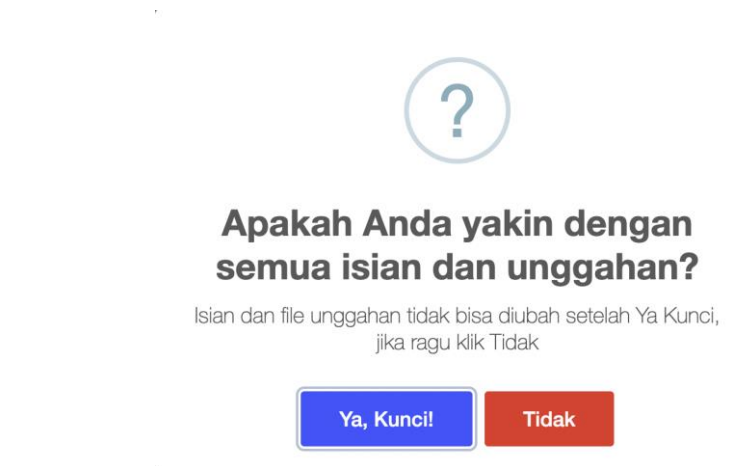 ?
Apakah Anda yakin dengan
semua isian dan unggahan?
Isian dan file unggahan tidak bisa diubah setelah Ya Kunci,
jika ragu klik Tidak
Ya, Kunci! Tidak